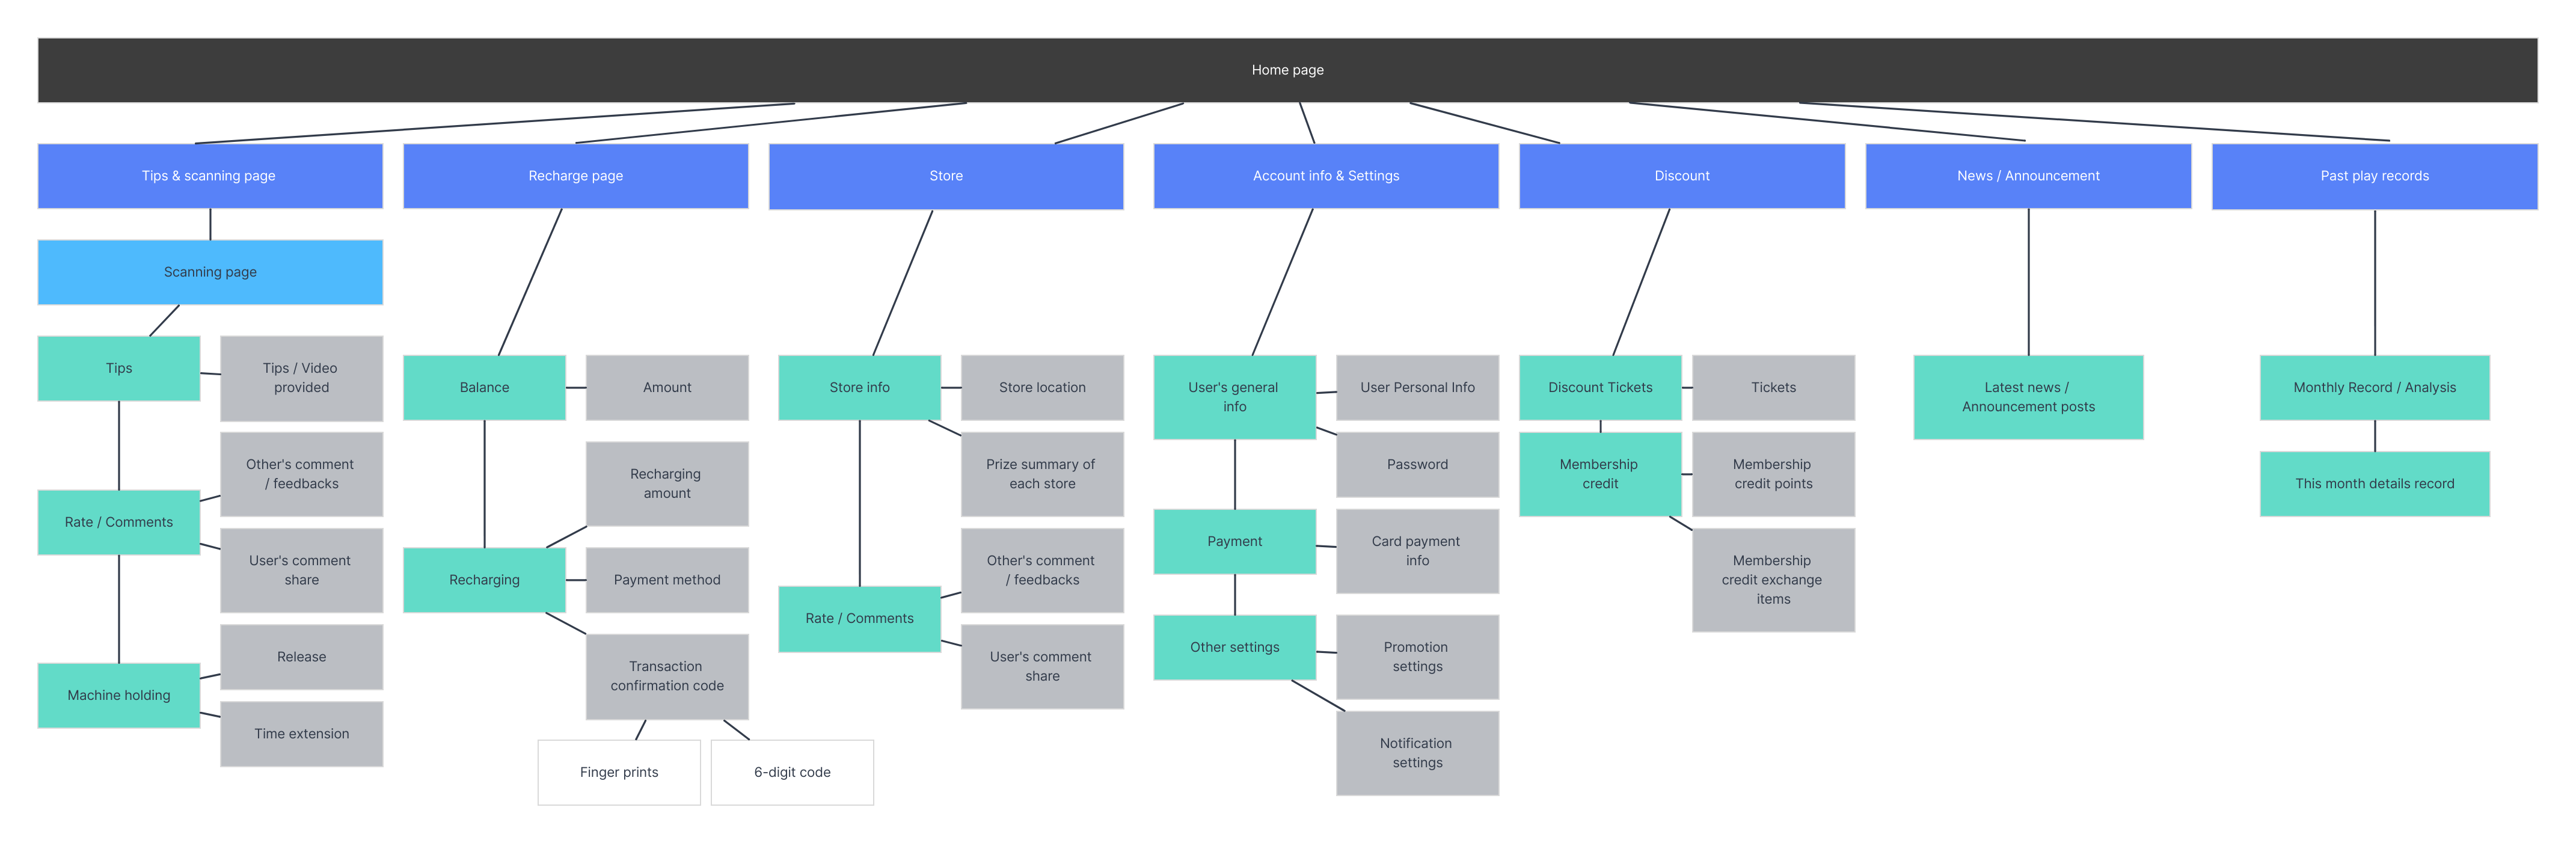 Home page
Tips & scanning page
Recharge page
Store
Account info & Settings
Discount
News / Announcement
Past play records
Scanning page
Tips
Tips / Video
provided
Other's comment
/ feedbacks
Rate / Comments
User's comment
share
Release
Machine holding
Time extension
Balance
Amount
Recharging
amount
Recharging
Payment method
Transaction
confirmation code
Finger prints
6-digit code
Store info
Store location
Prize summary of
each store
Other's comment
/ feedbacks
Rate / Comments
User's comment
share
User's general
info
User Personal Info
Password
Payment
Card payment
info
Other settings
Promotion
settings
Notification
settings
Discount Tickets
Tickets
Membership
credit
Membership
credit points
Membership
credit exchange
items
Latest news /
Announcement posts
Monthly Record / Analysis
This month details record